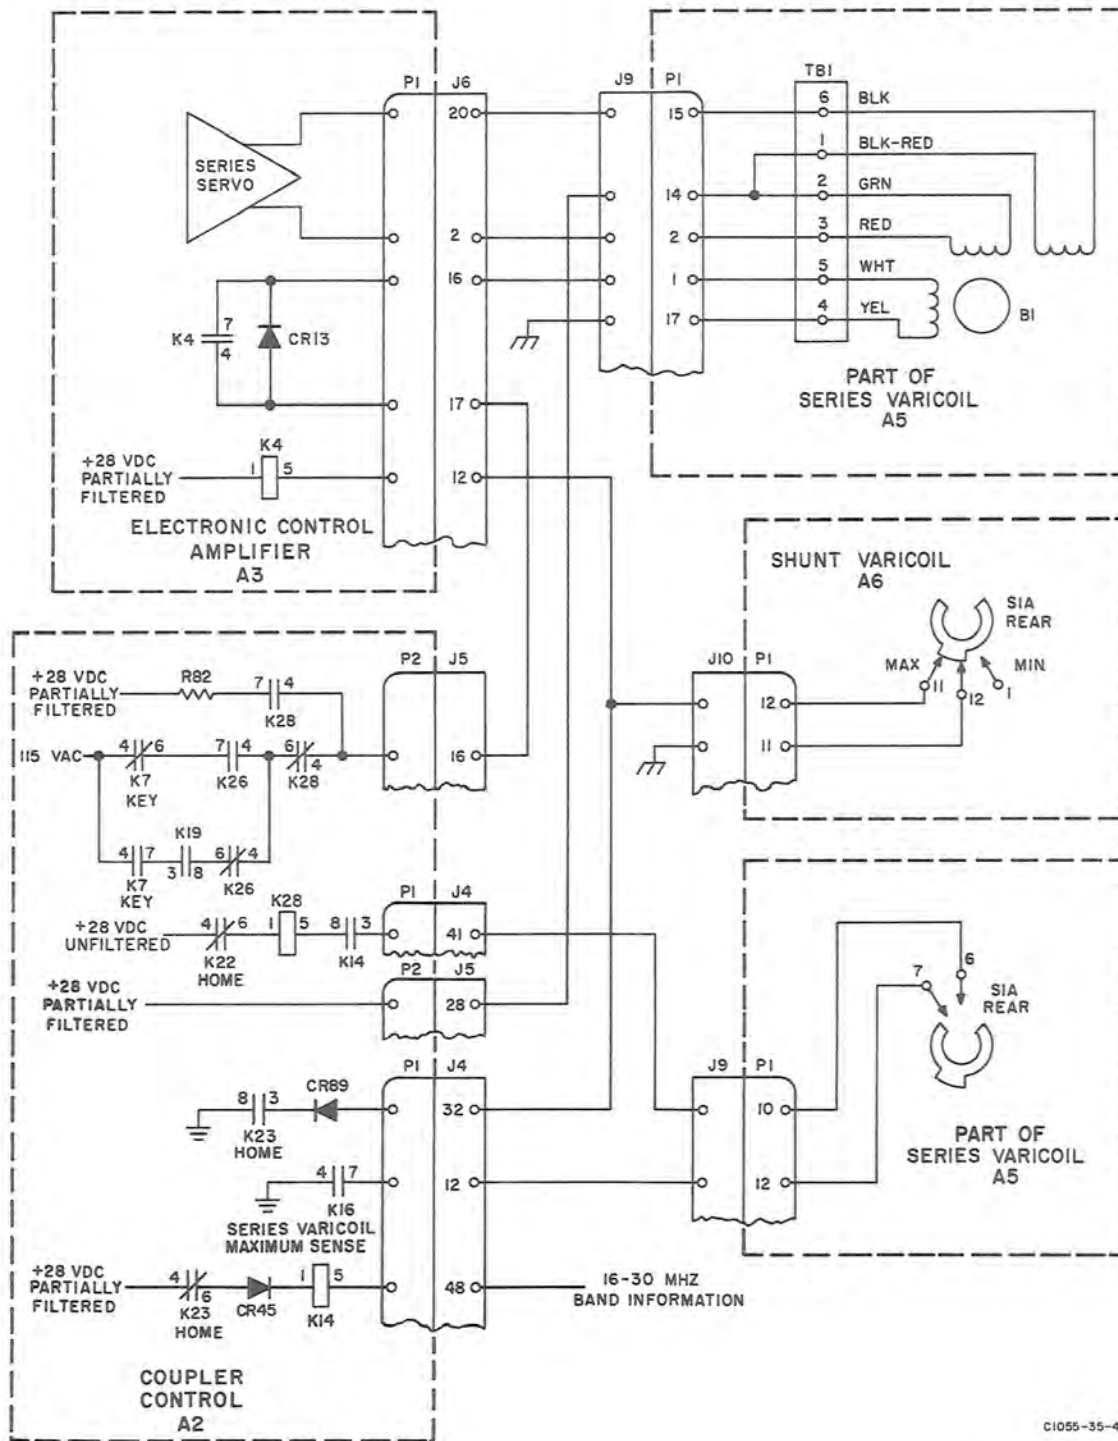 P1 J6
J9 P1
TB1
SERIES
SERVO
20
15
6 BLK
1 BLK-RED
14
2 GRN
2
2
3 RED
16
1
5 WHT
17
4 YEL
B1
K4 7
4
CR13
PART OF
SERIES VARICOIL
A5
17
K4
+28 VDC
PARTIALLY
FILTERED
1 5
12
ELECTRONIC CONTROL
AMPLIFIER
A3
SHUNT VARICOIL
A6
S1A
REAR
MAX
MIN
11
12
1
J10 P1
12
11
P2 J5
+28 VDC
PARTIALLY
FILTERED
R82
7 4
K28
115 VAC
4 6
K7
KEY
7 4
K26
6 4
K28
16
4 7
K7
KEY
K19
3 8
6 4
K26
+28 VDC
UNFILTERED
4 6
K22
HOME
K28
1 5
8 3
K14
P1 J4
41
+28 VDC
PARTIALLY
FILTERED
P2 J5
28
7
6
S1A
REAR
P1 J4
J9 P1
8 3
K23
HOME
CR89
32
10
4 7
K16
SERIES VARICOIL
MAXIMUM SENSE
12
12
PART OF
SERIES VARICOIL
A5
+28 VDC
PARTIALLY
FILTERED
4 6
K23
HOME
CR45
1 5
K14
48
16-30 MHZ
BAND INFORMATION
COUPLER
CONTROL
A2
C1055-35-4